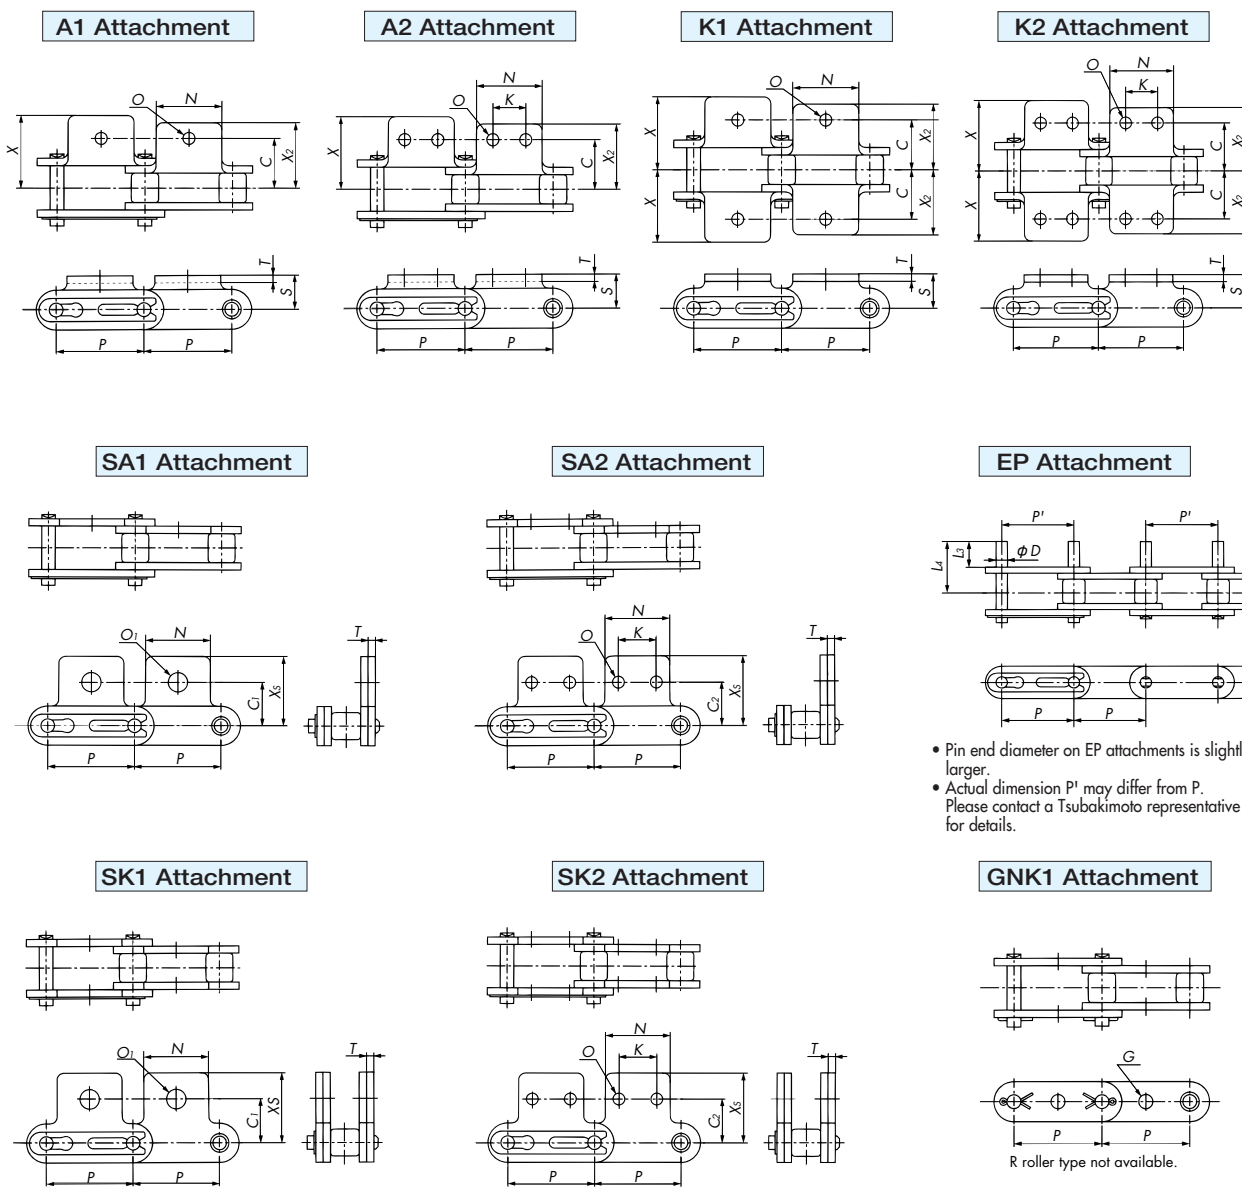 A1 Attachment
A2 Attachment
K1 Attachment
K2 Attachment
O N X C X2
T S P P
O N K X C X2
T S P P
O N X C X2 X C X2
T S P P
O N K X C X2 X C X2
T S P P
SA1 Attachment
SA2 Attachment
EP Attachment
O1 N T C1 XS P P
O N K T C2 XS P P
P' P'
L4 L3 φD
P P
• Pin end diameter on EP attachments is slightl
larger.
• Actual dimension P' may differ from P.
Please contact a Tsubakimoto representative
for details.
SK1 Attachment
SK2 Attachment
GNK1 Attachment
O1 N T C1 XS P P
O N K T C2 XS P P
G
P P
R roller type not available.